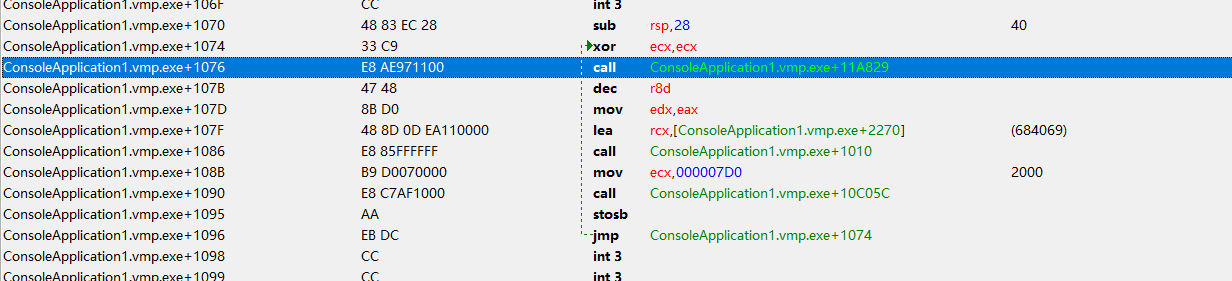 ConsoleApplication1.vmp.exe+106F CC int 3
ConsoleApplication1.vmp.exe+1070 48 83 EC 28 sub rsp,28 40
ConsoleApplication1.vmp.exe+1074 33 C9 xor ecx,ecx
ConsoleApplication1.vmp.exe+1076 E8 AE971100 call ConsoleApplication1.vmp.exe+11A829
ConsoleApplication1.vmp.exe+107B 47 48 dec r8d
ConsoleApplication1.vmp.exe+107D 8B D0 mov edx,eax
ConsoleApplication1.vmp.exe+107F 48 8D 0D EA110000 lea rcx,[ConsoleApplication1.vmp.exe+2270] (684069)
ConsoleApplication1.vmp.exe+1086 E8 85FFFFFF call ConsoleApplication1.vmp.exe+1010
ConsoleApplication1.vmp.exe+108B B9 D0070000 mov ecx,000007D0 2000
ConsoleApplication1.vmp.exe+1090 E8 C7AF1000 call ConsoleApplication1.vmp.exe+10C05C
ConsoleApplication1.vmp.exe+1095 AA stosb
ConsoleApplication1.vmp.exe+1096 EB DC jmp ConsoleApplication1.vmp.exe+1074
ConsoleApplication1.vmp.exe+1098 CC int 3
ConsoleApplication1.vmp.exe+1099 CC int 3